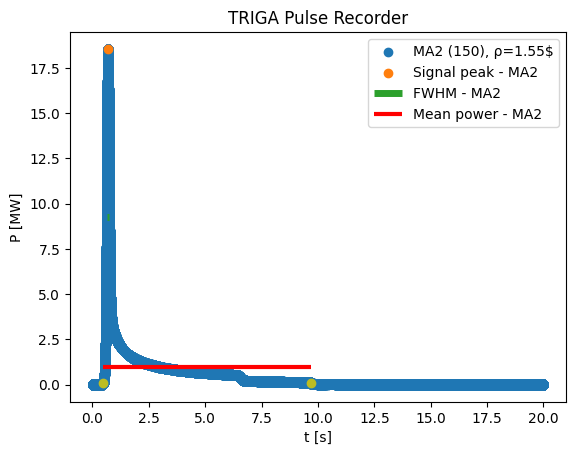 TRIGA Pulse Recorder
MA2 (150), ρ=1.55$
Signal peak - MA2
FWHM - MA2
Mean power - MA2
P [MW]
17.5
15.0
12.5
10.0
7.5
5.0
2.5
0.0
0.0 2.5 5.0 7.5 10.0 12.5 15.0 17.5 20.0
t [s]